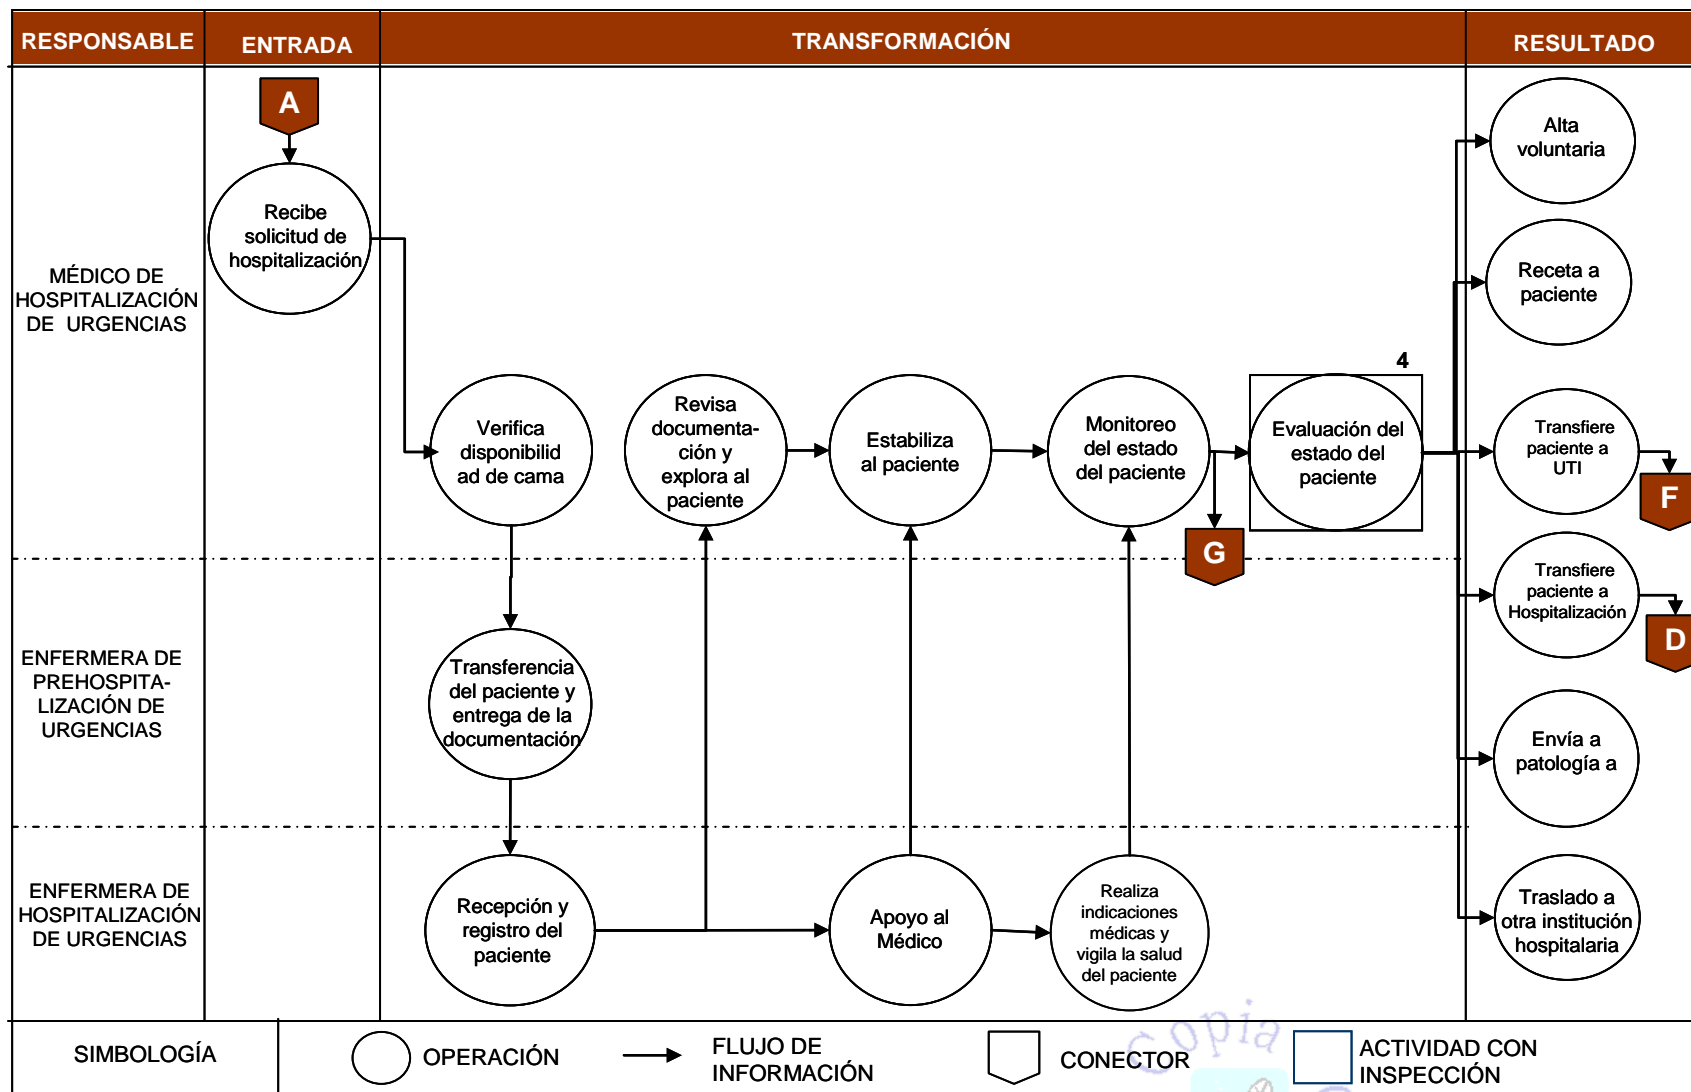 RESPONSABLE
ENTRADA
TRANSFORMACIÓN
RESULTADO
A
Recibe
solicitud de
hospitalización
MÉDICO DE
HOSPITALIZACIÓN
DE URGENCIAS
Verifica
disponibilid
ad de cama
Revisa
documenta-
ción y
explora al
paciente
Estabiliza
al paciente
Monitoreo
del estado
del paciente
G
4
Evaluación del
estado del
paciente
Alta
voluntaria
Receta a
paciente
Transfiere
paciente a
UTI
F
Transfiere
paciente a
Hospitalización
D
Envía a
patología a
Traslado a
otra institución
hospitalaria
ENFERMERA DE
PREHOSPITA-
LIZACIÓN DE
URGENCIAS
Transferencia
del paciente y
entrega de la
documentación
ENFERMERA DE
HOSPITALIZACIÓN
DE URGENCIAS
Recepción y
registro del
paciente
Apoyo al
Médico
Realiza
indicaciones
médicas y
vigila la salud
del paciente
SIMBOLOGÍA
OPERACIÓN
FLUJO DE
INFORMACIÓN
CONECTOR
ACTIVIDAD CON
INSPECCIÓN
Copia